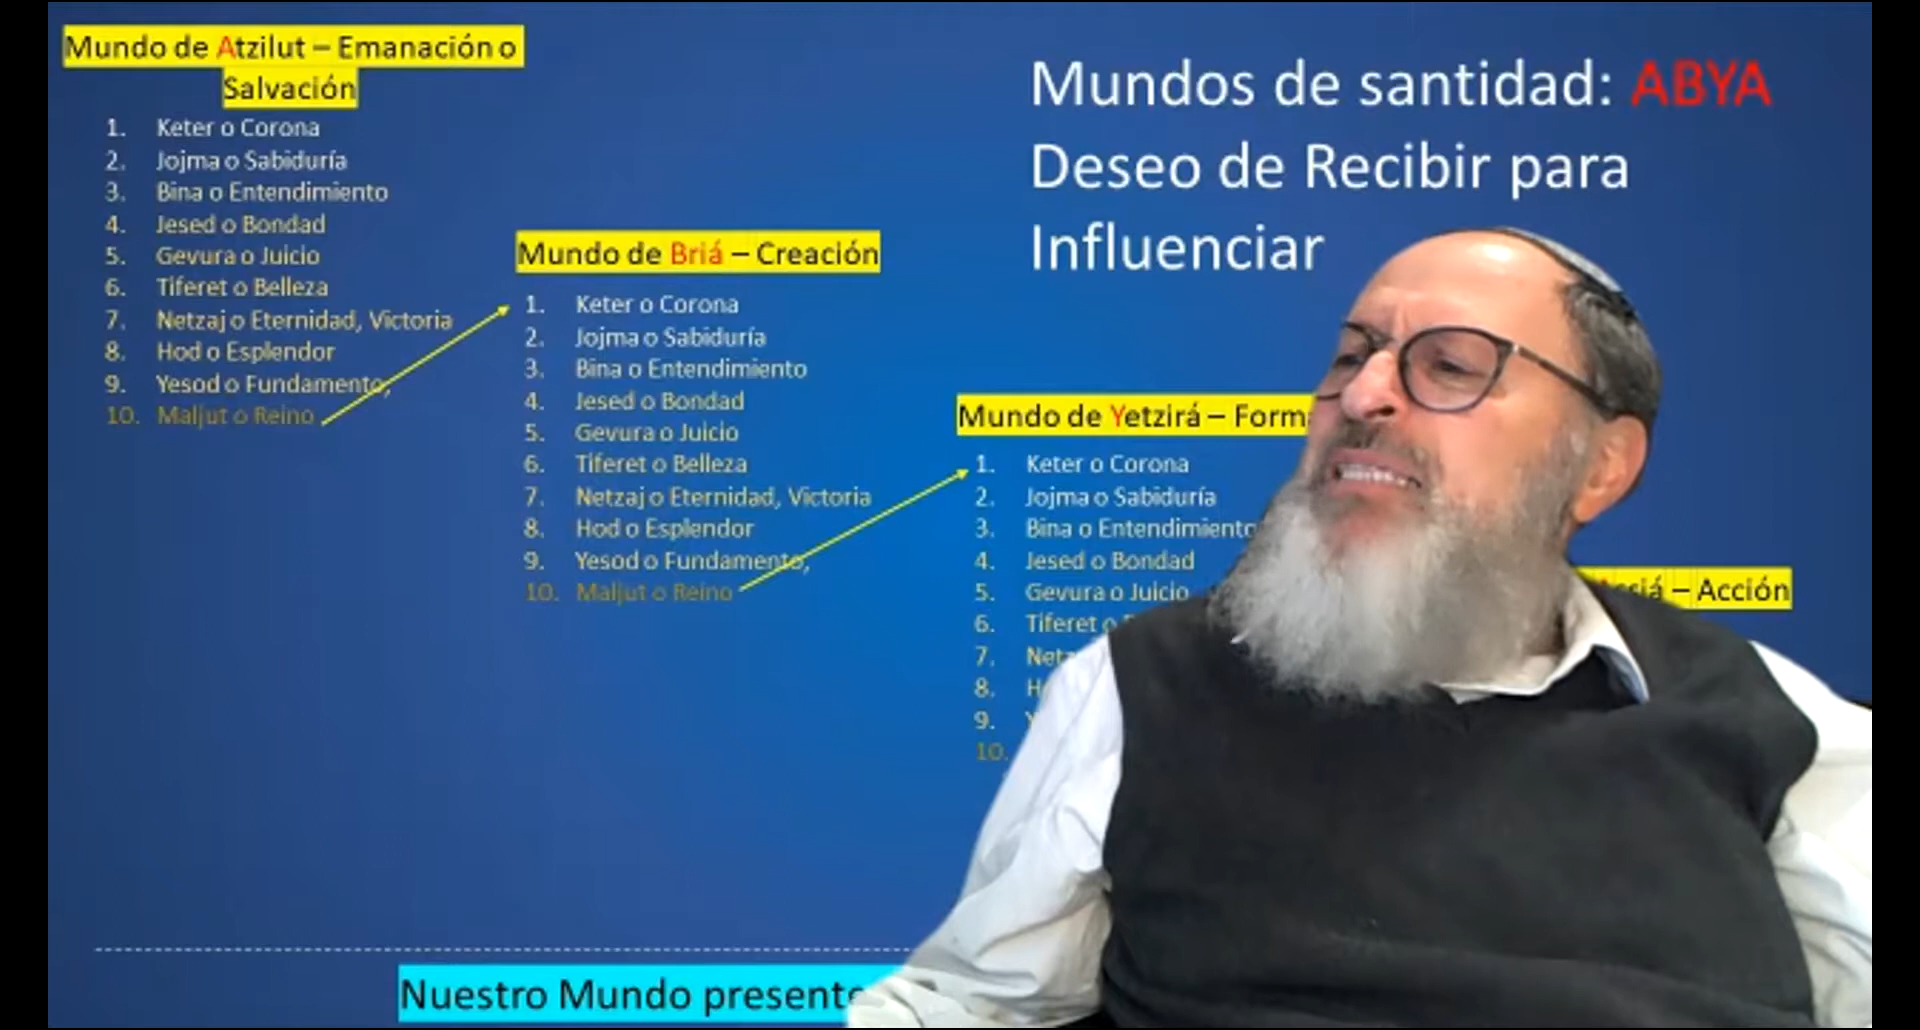 Mundo de Atzilut – Emanación o
Salvación
1. Keter o Corona
2. Jojma o Sabiduría
3. Bina o Entendimiento
4. Jesed o Bondad
5. Gevura o Juicio
6. Tiferet o Belleza
7. Netzaj o Eternidad, Victoria
8. Hod o Esplendor
9. Yesod o Fundamento,
10. Maljut o Reino
Mundos de santidad: ABYA
Deseo de Recibir para
Influenciar
Mundo de Briá – Creación
1. Keter o Corona
2. Jojma o Sabiduría
3. Bina o Entendimiento
4. Jesed o Bondad
5. Gevura o Juicio
6. Tiferet o Belleza
7. Netzaj o Eternidad, Victoria
8. Hod o Esplendor
9. Yesod o Fundamento,
10. Maljut o Reino
Mundo de Yetzirá –
1. Keter o Corona
2. Jojma o Sabiduría
3. Bina o Entendimiento
4. Jesed o Bondad
5. Gevura o Juicio
6. Tiferet o
7.
8.
9.
10.
– Acción
Nuestro Mundo presente